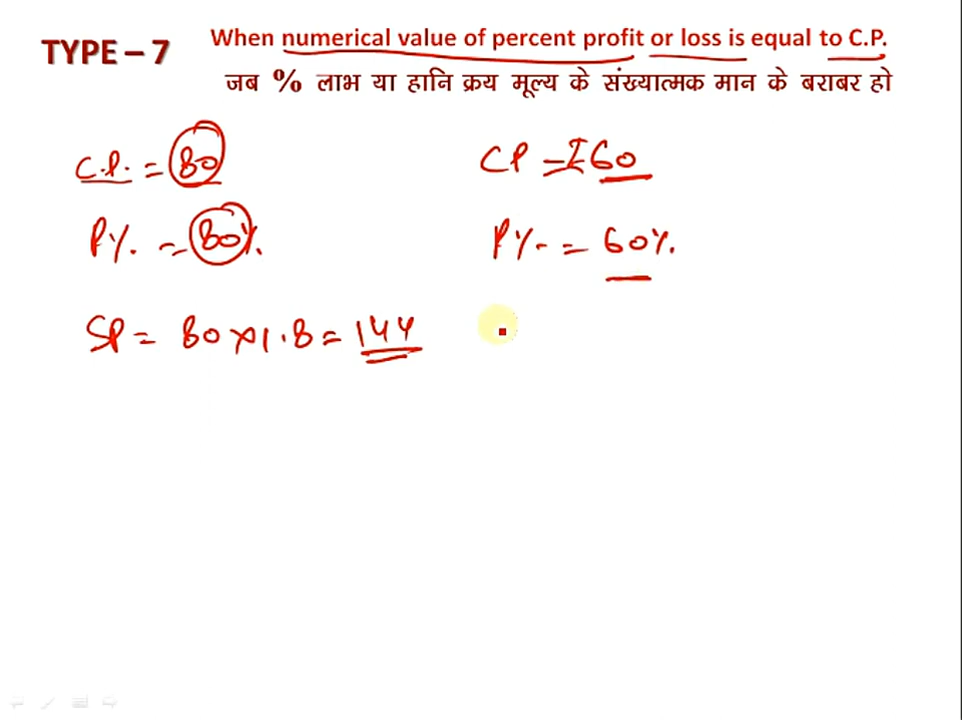 TYPE – 7
When numerical value of percent profit or loss is equal to C.P.
जब % लाभ या हानि क्रय मूल्य के संख्यात्मक मान के बराबर हो
C.P. = 80
CP = ₹60
P% = 80%
P% = 60%
SP = 80 × 1.8 = 144